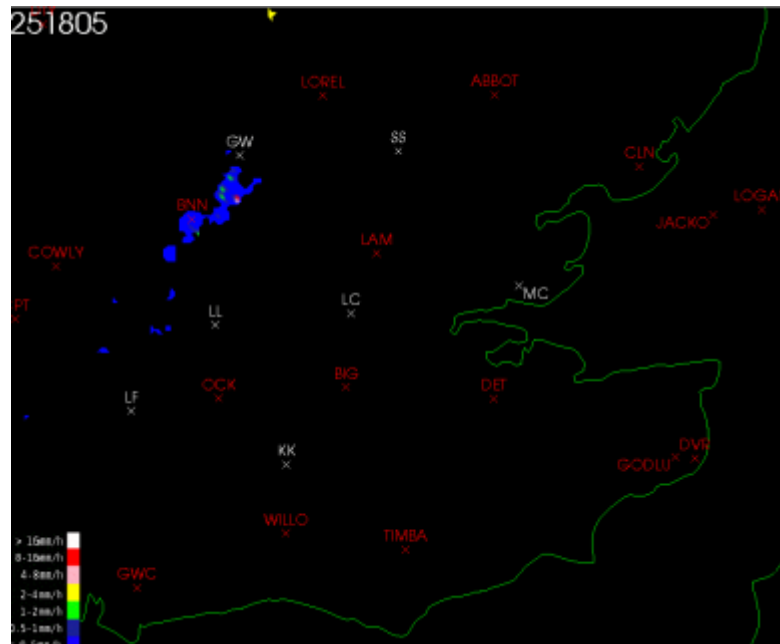 251805
LOREL
ABBOT
GW
SS
CLN
BNN
LOGA
JACKO
LAM
COWLY
MC
PT
LL
LC
BIG
OCK
DET
LF
DVR
GODLU
KK
WILLO
TIMBA
GWC
> 16mm/h
8-16mm/h
4-8mm/h
2-4mm/h
1-2mm/h
0.5-1mm/h